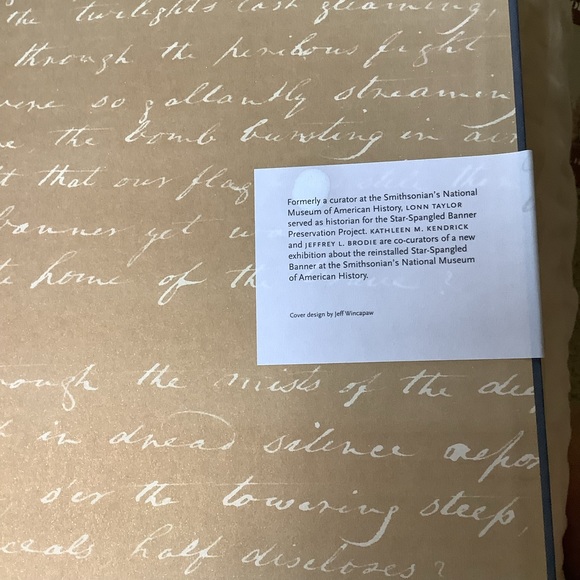 the twilights last gleaming,
through the perilous fight
were so gallantly streaming
the bomb bursting in air
that our flag
Formerly a curator at the Smithsonian's National
Museum of American History, LONN TAYLOR
served as historian for the Star-Spangled Banner
Preservation Project. KATHLEEN M. KENDRICK
and JEFFREY L. BRODIE are co-curators of a new
exhibition about the reinstalled Star-Spangled
Banner at the Smithsonian's National Museum
of American History.
Cover design by Jeff Wincapaw
banner yet
home of the
the mists of the deep
in dread silence repos
o'er the towering steep,
half discloses?